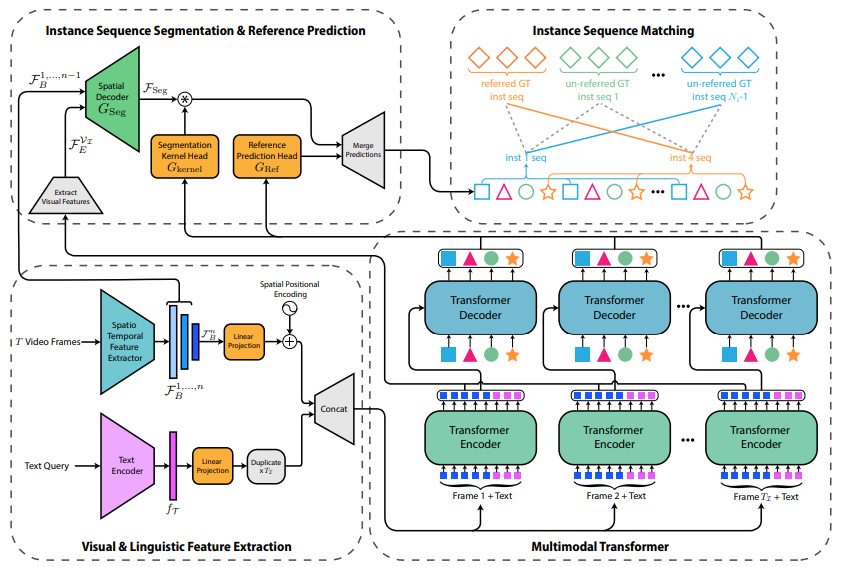 Instance Sequence Segmentation & Reference Prediction
Instance Sequence Matching
$\mathcal{F}_B^{1,...,n-1}$
Spatial
Decoder
$G_{\text{Seg}}$
$\mathcal{F}_{\text{Seg}}$
$\mathcal{F}_E^{\mathcal{V}_\mathcal{I}}$
Extract
Visual Features
Segmentation
Kernel Head
$G_{\text{kernel}}$
Reference
Prediction Head
$G_{\text{Ref}}$
Merge
Predictions
referred GT
inst seq
un-referred GT
inst seq 1
...
un-referred GT
inst seq $N_i$-1
inst 1 seq
inst 4 seq
...
T Video Frames
Spatio
Temporal
Feature
Extractor
$\mathcal{F}_B^{1,...,n}$
$\mathcal{F}_B^n$
Linear
Projection
Spatial Positional
Encoding
Concat
Text Query
Text
Encoder
$f_\mathcal{T}$
Linear
Projection
Duplicate
x $T_\mathcal{I}$
Visual & Linguistic Feature Extraction
Transformer
Decoder
Transformer
Decoder
...
Transformer
Decoder
Transformer
Encoder
Transformer
Encoder
...
Transformer
Encoder
Frame 1 + Text
Frame 2 + Text
Frame $T_\mathcal{I}$ + Text
Multimodal Transformer